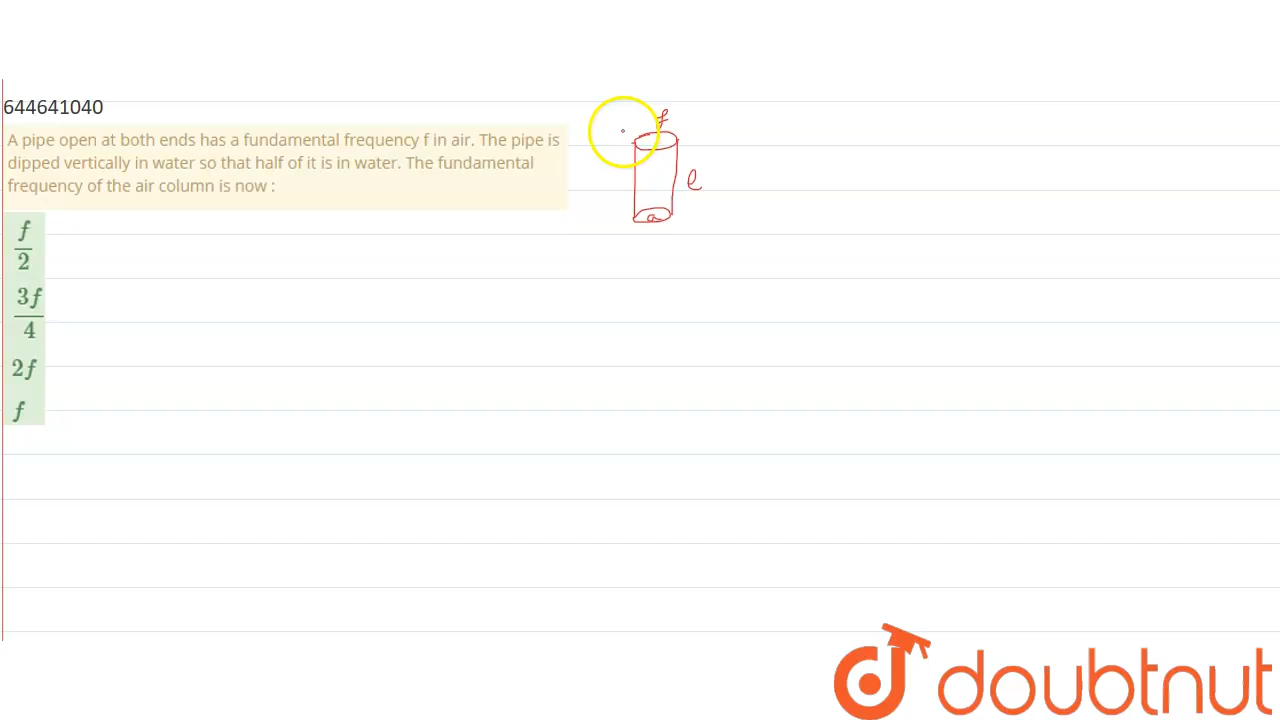 644641040
A pipe open at both ends has a fundamental frequency f in air. The pipe is
dipped vertically in water so that half of it is in water. The fundamental
frequency of the air column is now :
f
2
3f
4
2f
f
f
l
a
doubtnut